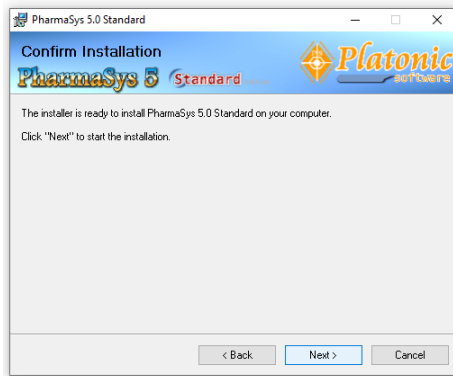 PharmaSys 5.0 Standard
Confirm Installation
PharmaSys 5 Standard
Platonic
software
The installer is ready to install PharmaSys 5.0 Standard on your computer.
Click "Next" to start the installation.
< Back
Next >
Cancel